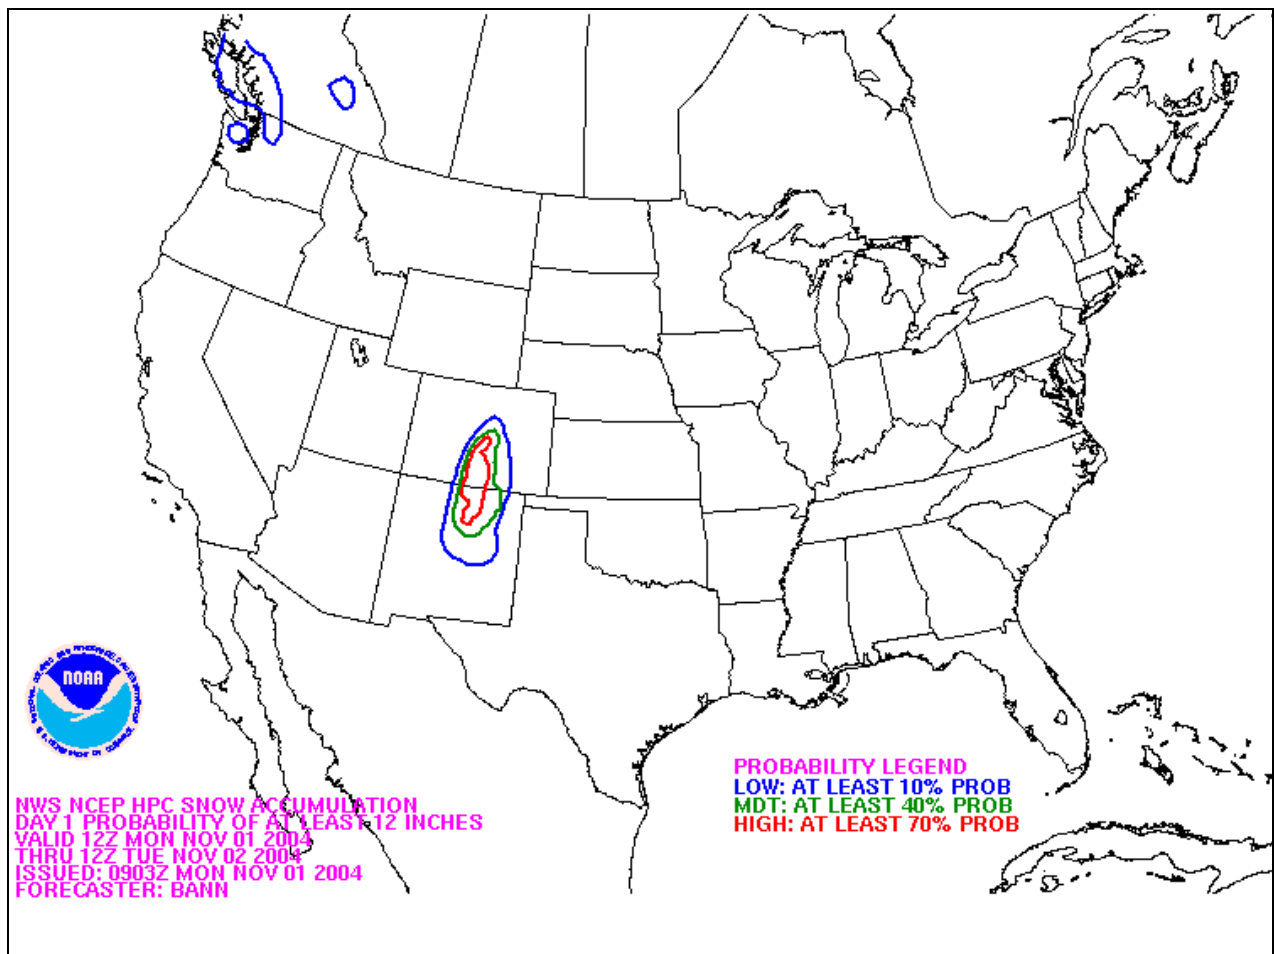 NOAA
PROBABILITY LEGEND
LOW: AT LEAST 10% PROB
MDT: AT LEAST 40% PROB
HIGH: AT LEAST 70% PROB
NWS NCEP HPC SNOW ACCUMULATION
DAY 1 PROBABILITY OF AT LEAST 12 INCHES
VALID 12Z MON NOV 01 2004
THRU 12Z TUE NOV 02 2004
ISSUED: 0903Z MON NOV 01 2004
FORECASTER: BANN